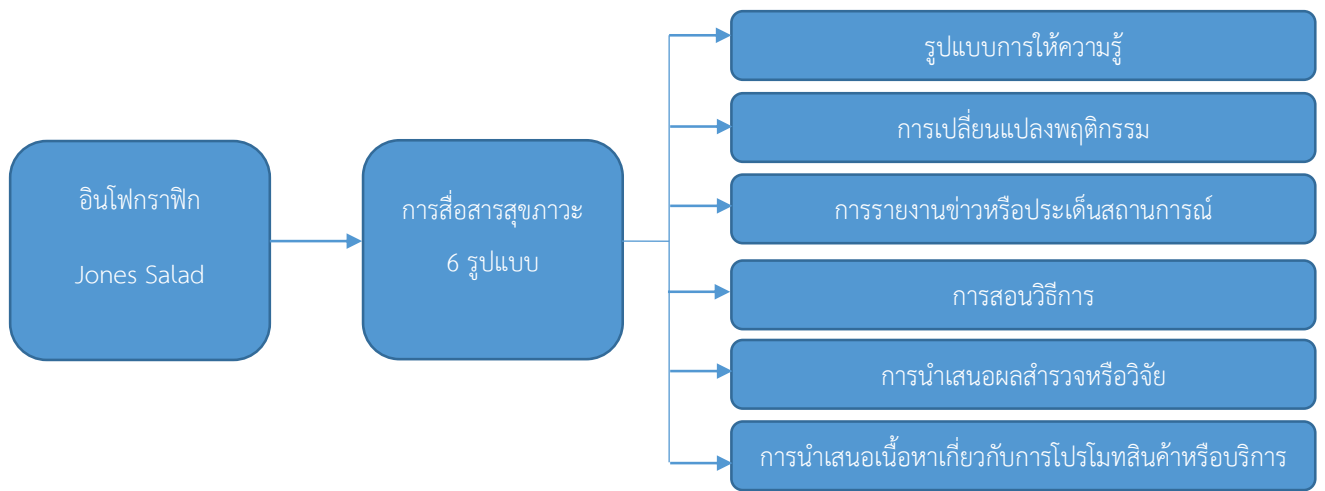 อินโฟกราฟิก
Jones Salad
การสื่อสารสุขภาวะ
6 รูปแบบ
รูปแบบการให้ความรู้
การเปลี่ยนแปลงพฤติกรรม
การรายงานข่าวหรือประเด็นสถานการณ์
การสอนวิธีการ
การนำเสนอผลสำรวจหรือวิจัย
การนำเสนอเนื้อหาเกี่ยวกับการโปรโมทสินค้าหรือบริการ